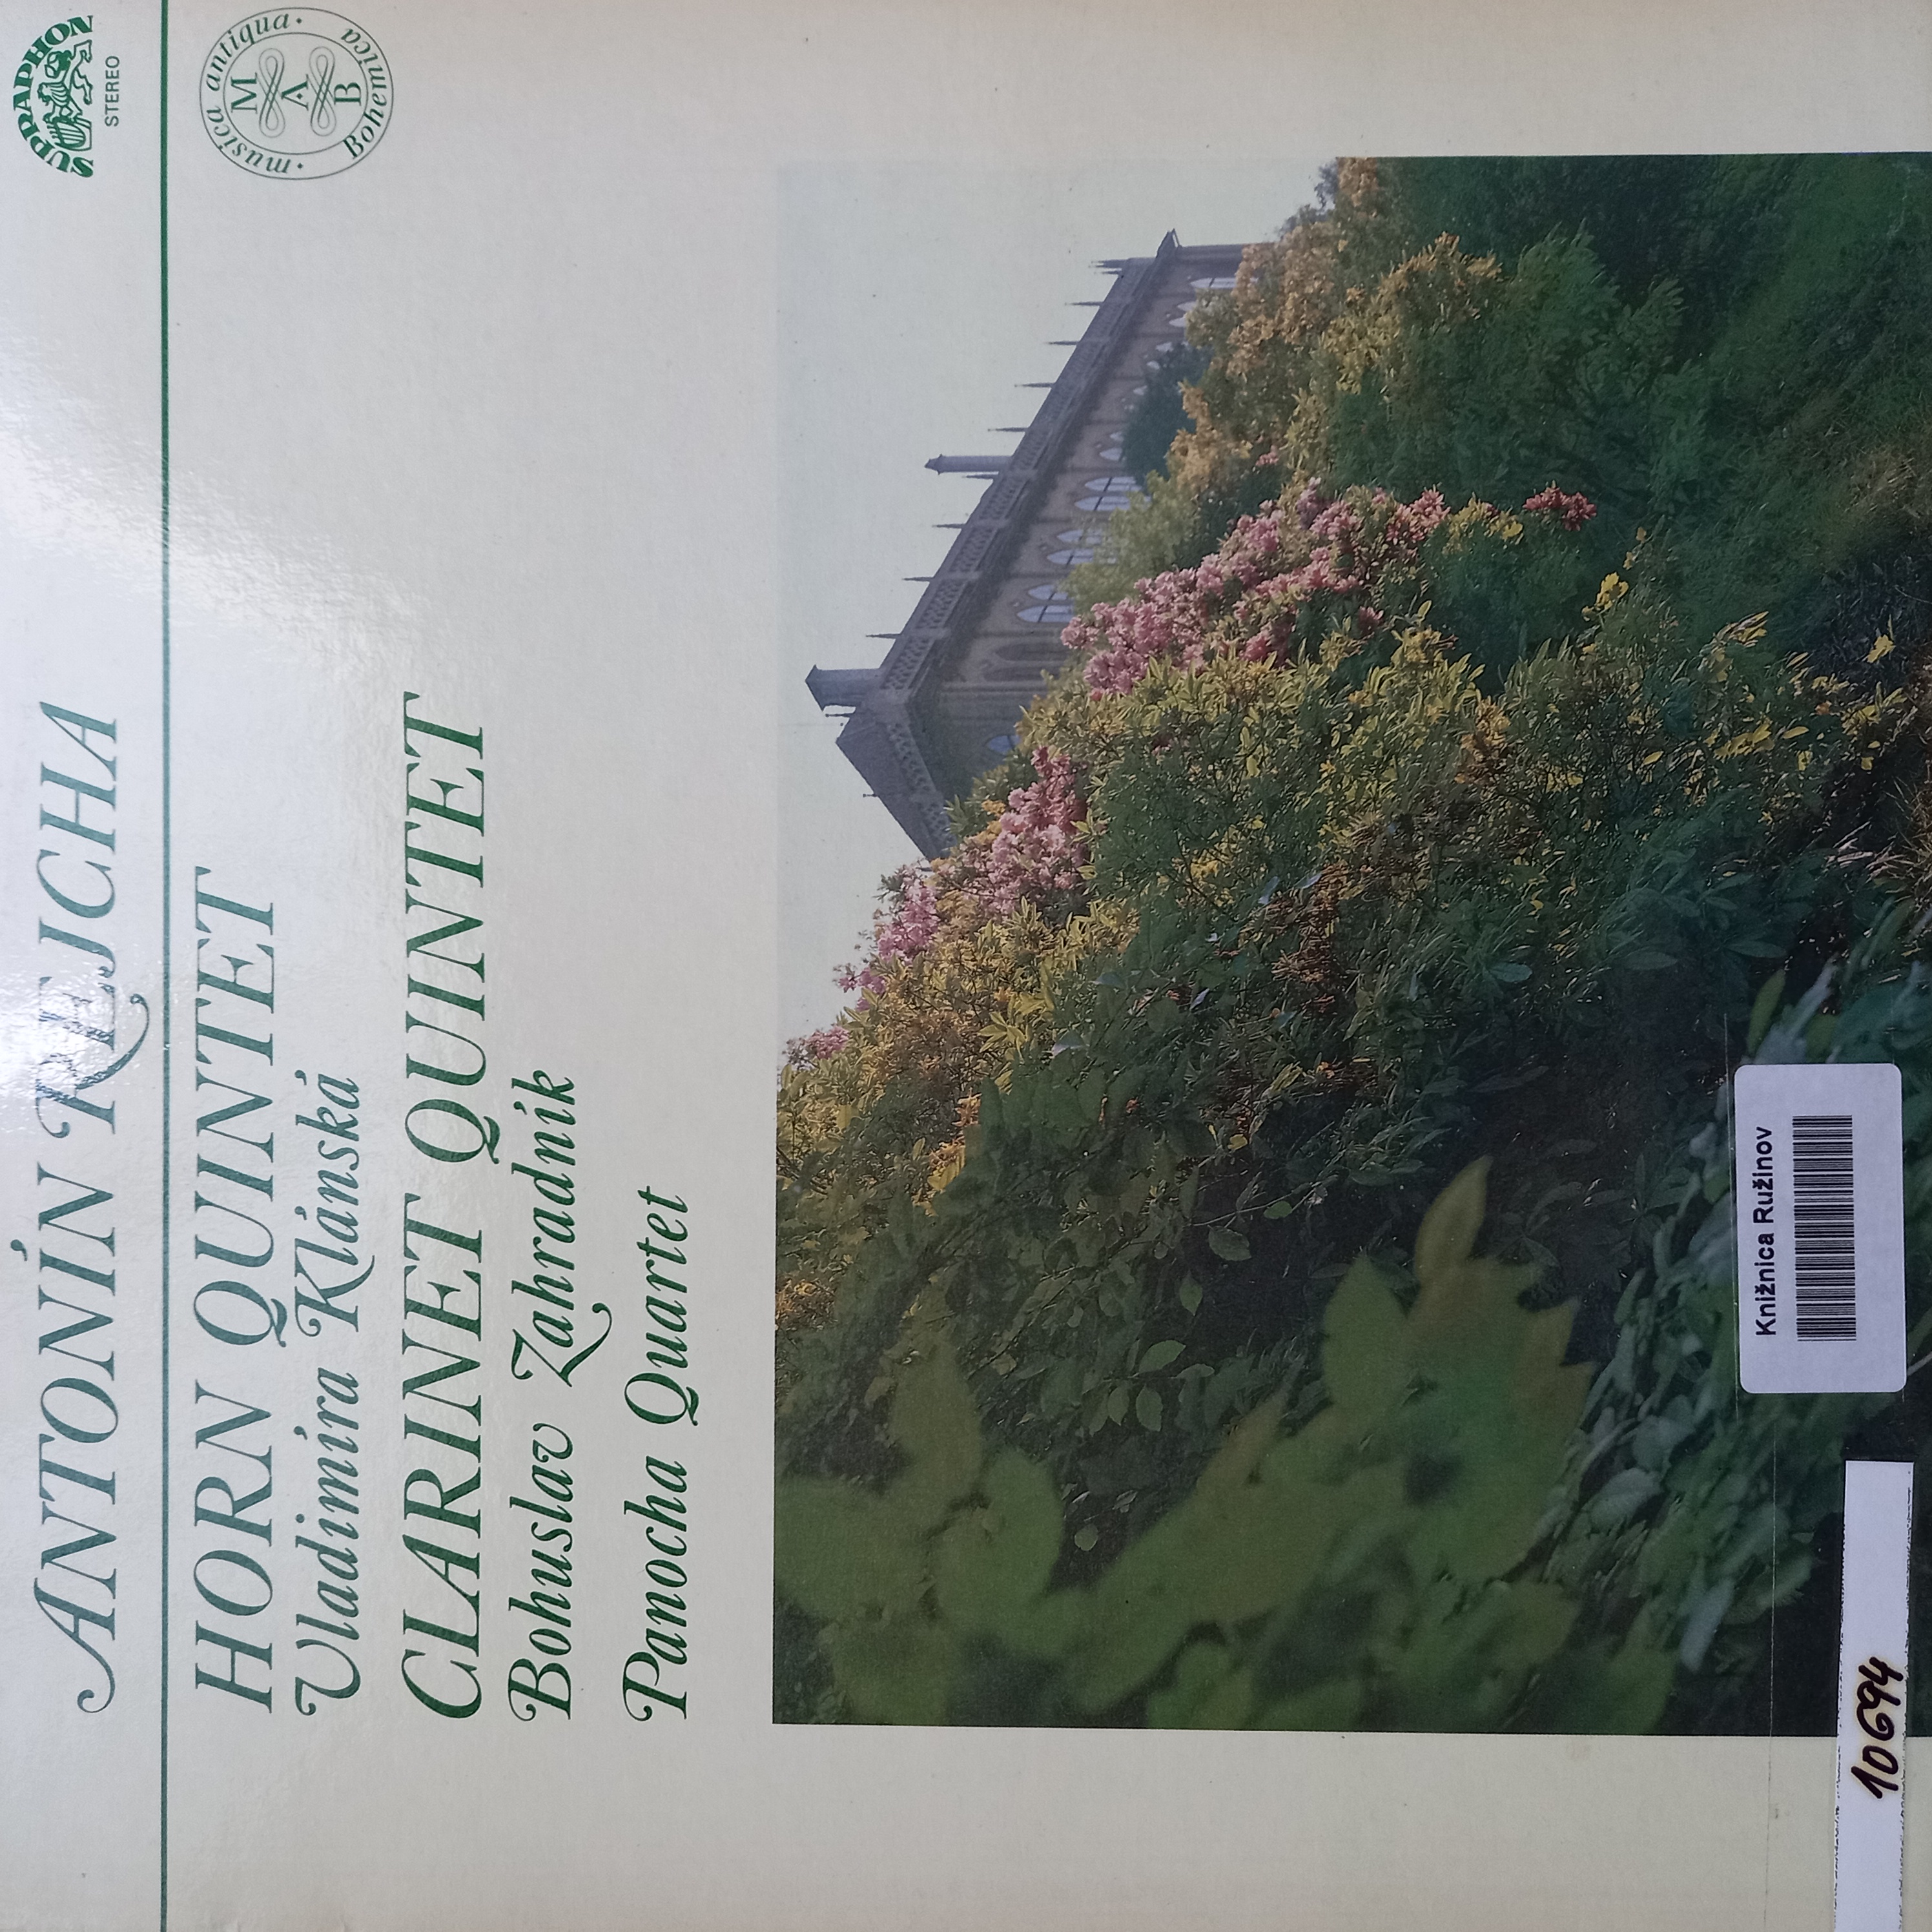 ANTONÍN REJCHA
SUPRAPHON
STEREO
HORN QUINTET
Vladimíra Klánská
CLARINET QUINTET
Bohuslav Zahradník
Panocha Quartet
· musica antiqua · Bohemica
M
A
B
Knižnica Ružinov
10694